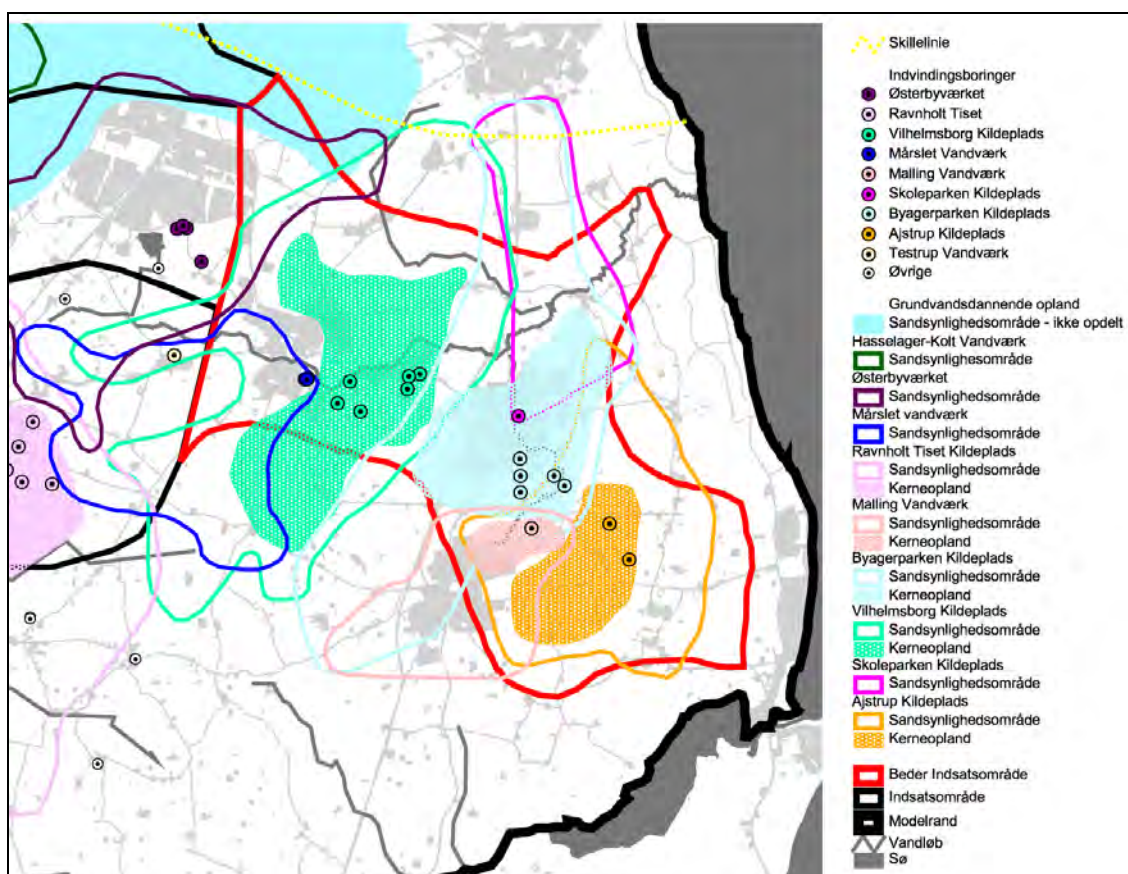 Skillelinie
Indvindingsboringer
Østerbyværket
Ravnholt Tiset
Vilhelmsborg Kildeplads
Mårslet Vandværk
Malling Vandværk
Skoleparken Kildeplads
Byagerparken Kildeplads
Ajstrup Kildeplads
Testrup Vandværk
Øvrige
Grundvandsdannende opland
Sandsynlighedsområde - ikke opdelt
Hasselager-Kolt Vandværk
Sandsynlighesområde
Østerbyværket
Sandsynlighedsområde
Mårslet vandværk
Sandsynlighedsområde
Ravnholt Tiset Kildeplads
Sandsynlighedsområde
Kerneopland
Malling Vandværk
Sandsynlighedsområde
Kerneopland
Byagerparken Kildeplads
Sandsynlighedsområde
Kerneopland
Vilhelmsborg Kildeplads
Sandsynlighedsområde
Kerneopland
Skoleparken Kildeplads
Sandsynlighedsområde
Ajstrup Kildeplads
Sandsynlighedsområde
Kerneopland
Beder Indsatsområde
Indsatsområde
Modelrand
Vandløb
Sø